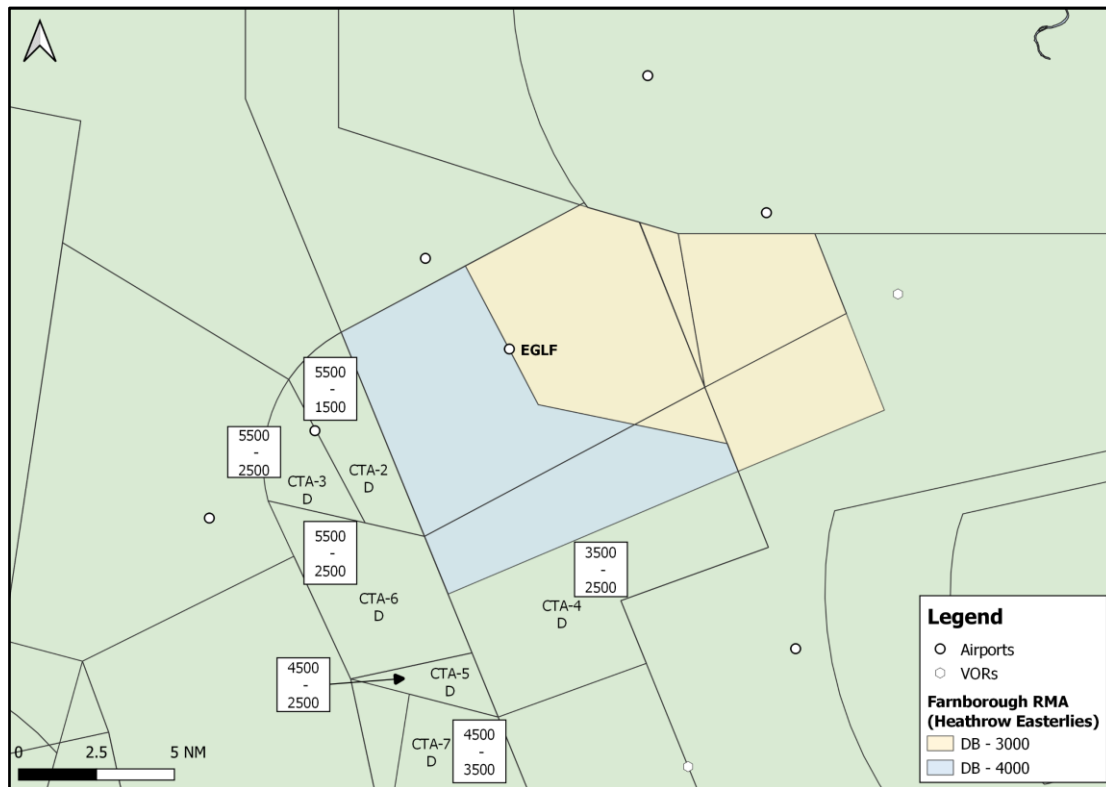 EGLF
5500
-
1500
5500
-
2500
CTA-2
D
CTA-3
D
5500
-
2500
3500
-
2500
CTA-6
D
CTA-4
D
4500
-
2500
CTA-5
D
CTA-7
D
4500
-
3500
0 2.5 5 NM
Legend
Airports
VORs
Farnborough RMA
(Heathrow Easterlies)
DB - 3000
DB - 4000